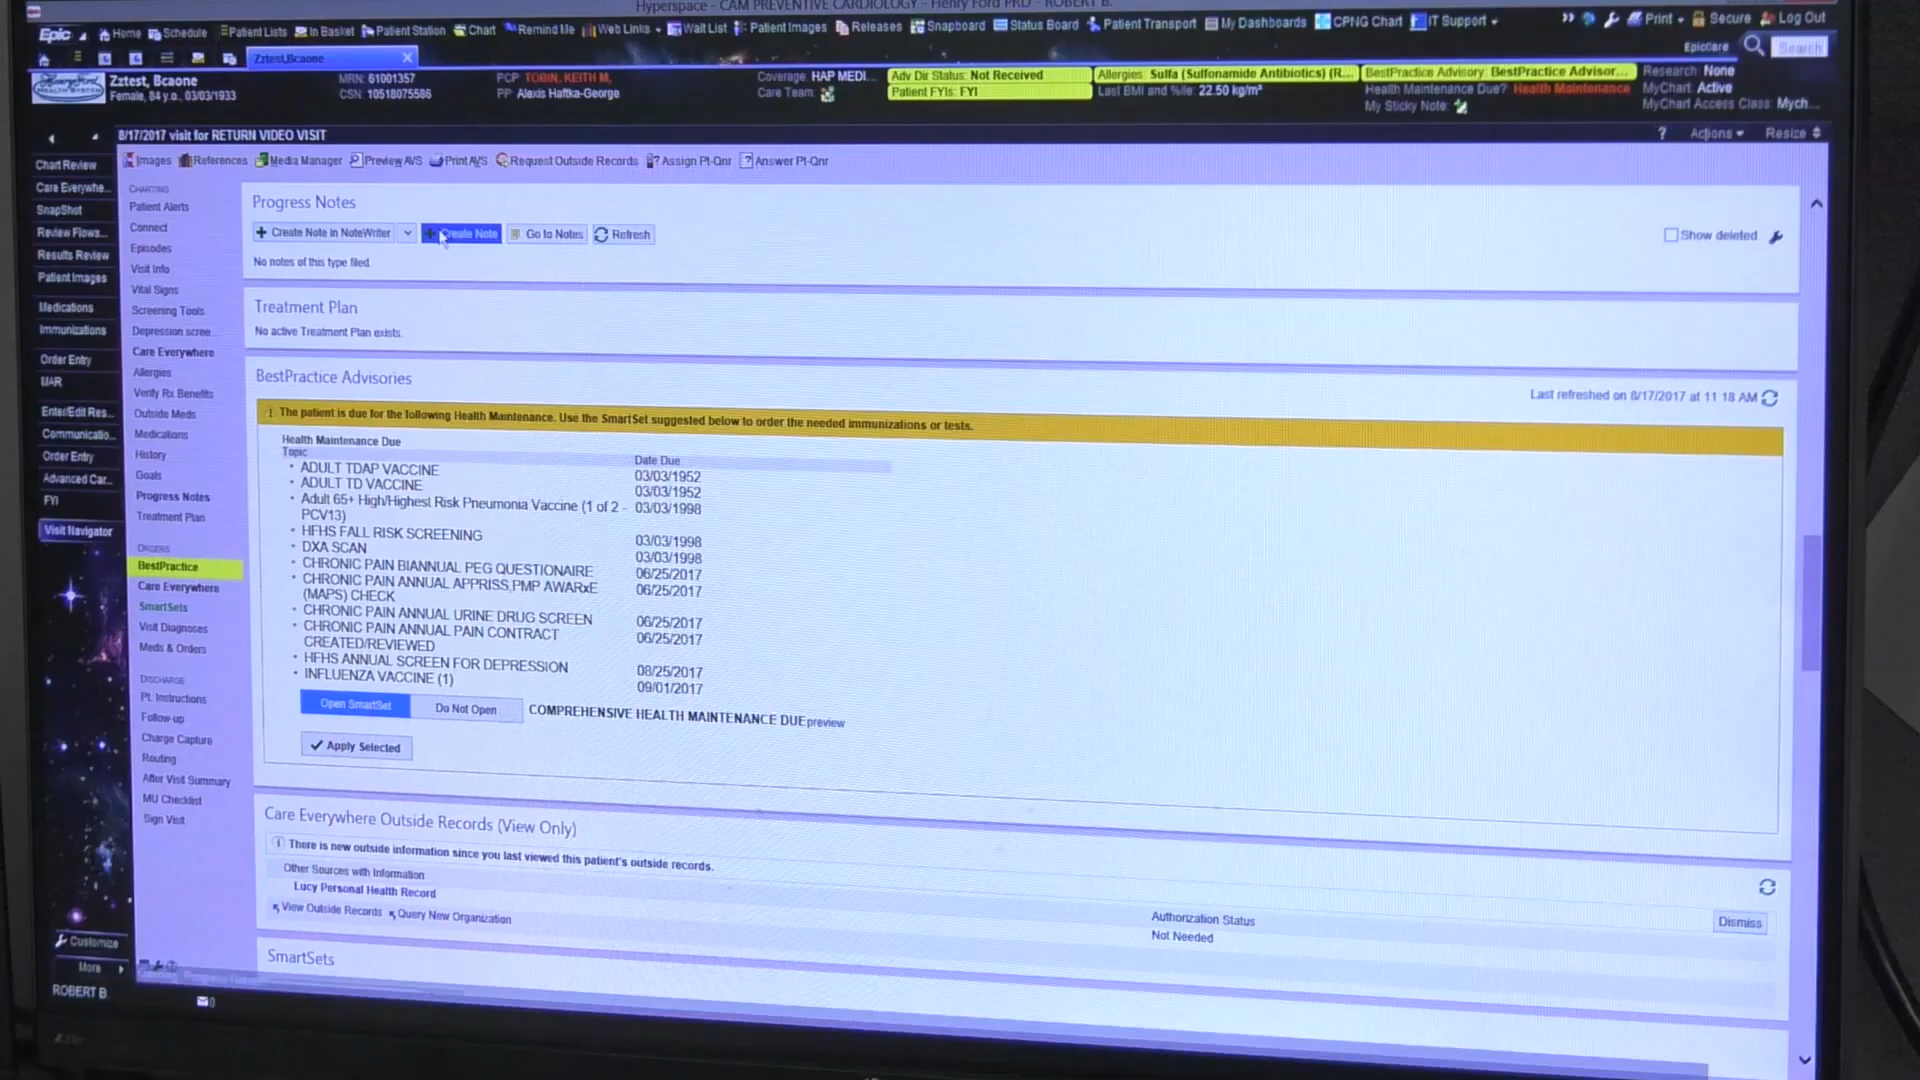 Hyperspace - CAM PREVENTIVE CARDIOLOGY - Henry Ford PRD - ROBERT B.
Epic Home Schedule Patient Lists In Basket Patient Station Chart Remind Me Web Links Wait List Patient Images Releases Snapboard Status Board Patient Transport My Dashboards CPNG Chart IT Support Print Secure Log Out
Zztest,Bcaone EpicCare Search
Zztest, Bcaone
Female, 84 y.o., 03/03/1933
MRN: 61001357
CSN: 10518075586
PCP: TOBIN, KEITH M,
PP: Alexis Haftka-George
Coverage: HAP MEDI...
Care Team:
Adv Dir Status: Not Received
Patient FYIs: FYI
Allergies: Sulfa (Sulfonamide Antibiotics) (R...
Last BMI and %ile: 22.50 kg/m²
BestPractice Advisory: BestPractice Advisor...
Health Maintenance Due? Health Maintenance
My Sticky Note:
Research: None
MyChart: Active
MyChart Access Class: Mych...
8/17/2017 visit for RETURN VIDEO VISIT
? Actions Resize
Images References Media Manager Preview AVS Print AVS Request Outside Records Assign Pt-Qnr Answer Pt-Qnr
Chart Review
Care Everywhe...
SnapShot
Review Flows...
Results Review
Patient Images
Medications
Immunizations
Order Entry
MAR
Enter/Edit Res...
Communicatio...
Order Entry
Advanced Car...
FYI
Visit Navigator
Customize
More
ROBERT B.
0
CHARTING
Patient Alerts
Connect
Episodes
Visit Info
Vital Signs
Screening Tools
Depression scree...
Care Everywhere
Allergies
Verify Rx Benefits
Outside Meds
Medications
History
Goals
Progress Notes
Treatment Plan
ORDERS
BestPractice
Care Everywhere
SmartSets
Visit Diagnoses
Meds & Orders
DISCHARGE
Pt. Instructions
Follow-up
Charge Capture
Routing
After Visit Summary
MU Checklist
Sign Visit
Progress Notes
Create Note in NoteWriter Create Note Go to Notes Refresh Show deleted
No notes of this type filed.
Treatment Plan
No active Treatment Plan exists.
BestPractice Advisories
Last refreshed on 8/17/2017 at 11:18 AM
The patient is due for the following Health Maintenance. Use the SmartSet suggested below to order the needed immunizations or tests.
Health Maintenance Due
Topic Date Due
ADULT TDAP VACCINE 03/03/1952
ADULT TD VACCINE 03/03/1952
Adult 65+ High/Highest Risk Pneumonia Vaccine (1 of 2 - 03/03/1998
PCV13)
HFHS FALL RISK SCREENING 03/03/1998
DXA SCAN 03/03/1998
CHRONIC PAIN BIANNUAL PEG QUESTIONAIRE 06/25/2017
CHRONIC PAIN ANNUAL APPRISS,PMP AWARxE 06/25/2017
(MAPS) CHECK
CHRONIC PAIN ANNUAL URINE DRUG SCREEN 06/25/2017
CHRONIC PAIN ANNUAL PAIN CONTRACT 06/25/2017
CREATED/REVIEWED
HFHS ANNUAL SCREEN FOR DEPRESSION 08/25/2017
INFLUENZA VACCINE (1) 09/01/2017
Open SmartSet Do Not Open COMPREHENSIVE HEALTH MAINTENANCE DUE preview
Apply Selected
Care Everywhere Outside Records (View Only)
There is new outside information since you last viewed this patient's outside records.
Other Sources with Information Authorization Status
Lucy Personal Health Record Not Needed
View Outside Records Query New Organization Dismiss
SmartSets